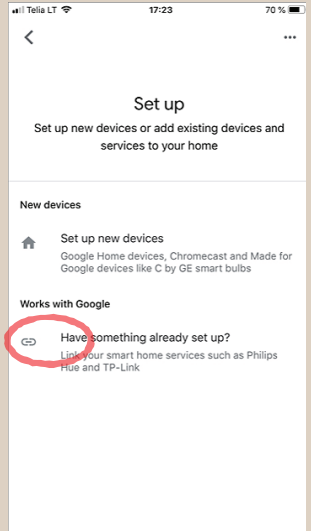 Telia LT 17:23 70 %
Set up
Set up new devices or add existing devices and
services to your home
New devices
Set up new devices
Google Home devices, Chromecast and Made for
Google devices like C by GE smart bulbs
Works with Google
Have something already set up?
Link your smart home services such as Philips
Hue and TP-Link